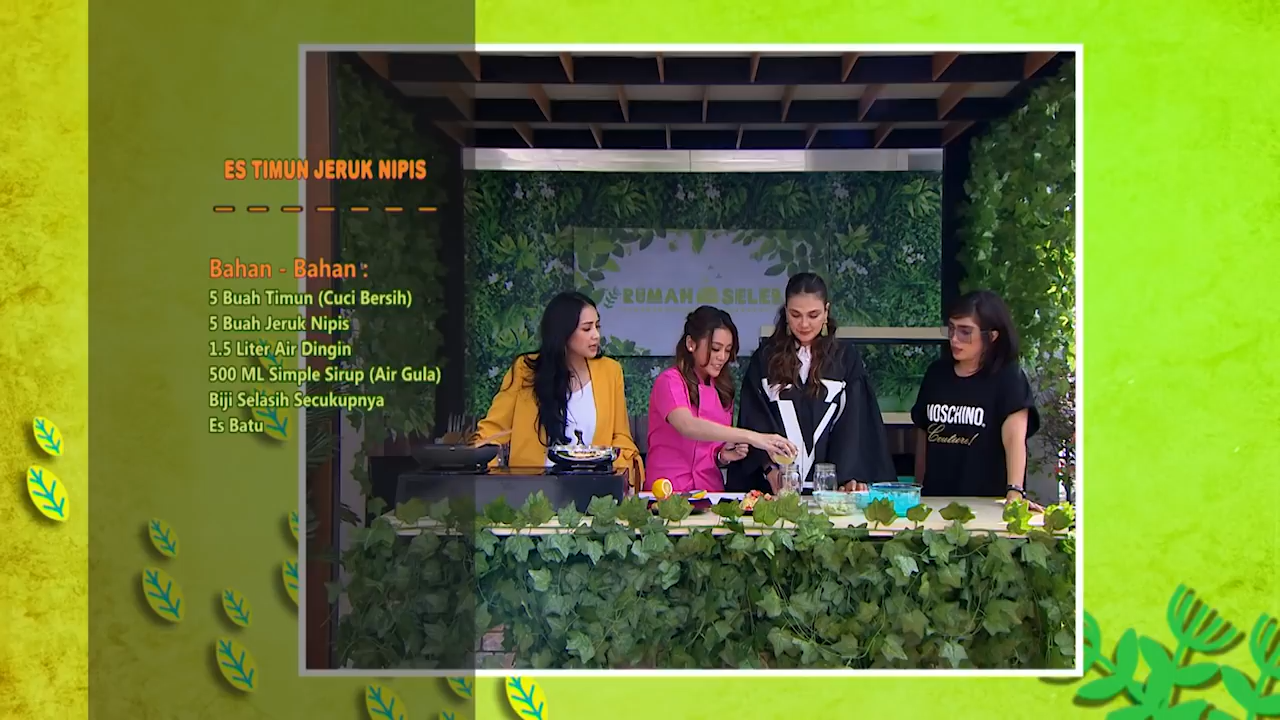 ES TIMUN JERUK NIPIS
Bahan - Bahan :
5 Buah Timun (Cuci Bersih)
5 Buah Jeruk Nipis
1.5 Liter Air Dingin
500 ML Simple Sirup (Air Gula)
Biji Selasih Secukupnya
Es Batu
RUMAH SELEB
MOSCHINO
Couture!